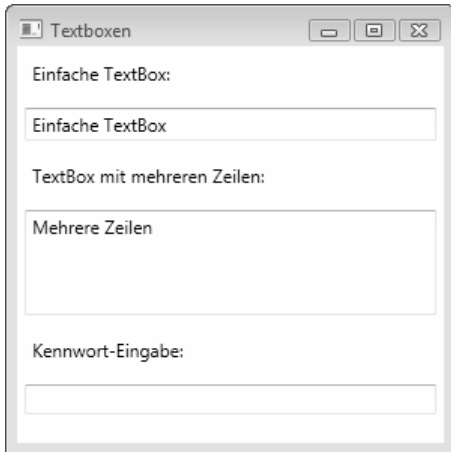 Textboxen
Einfache TextBox:
Einfache TextBox
TextBox mit mehreren Zeilen:
Mehrere Zeilen
Kennwort-Eingabe: